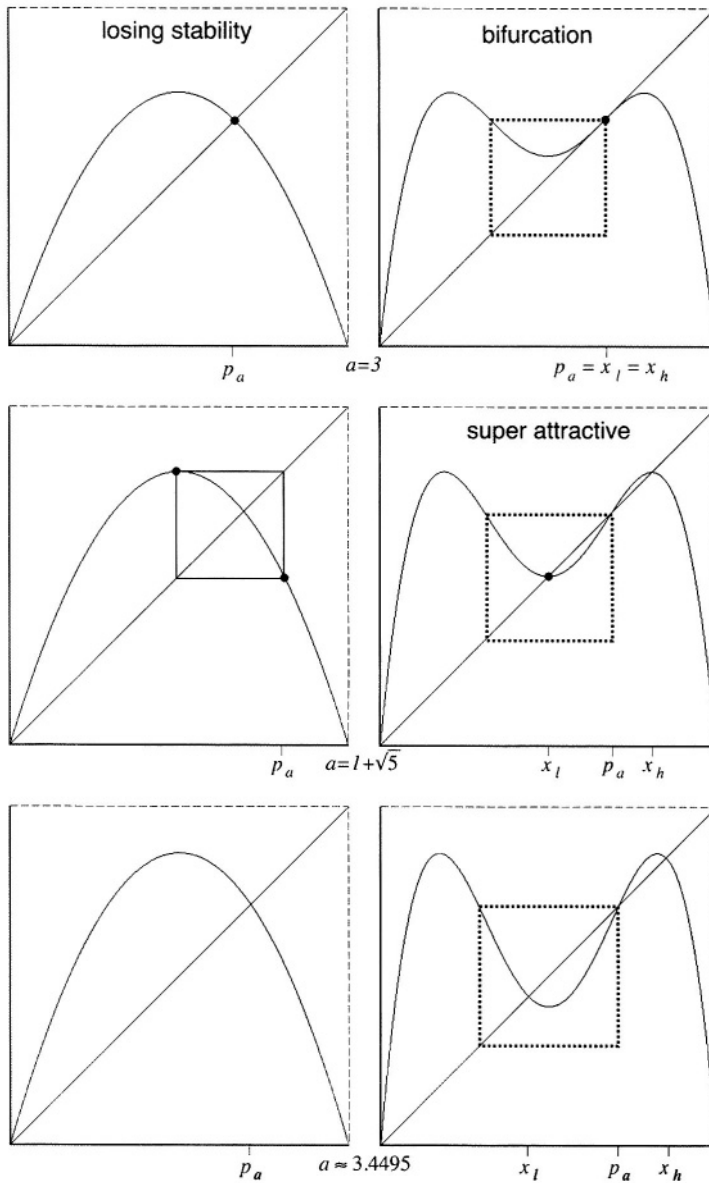 losing stability
bifurcation
p_a
a=3
p_a = x_l = x_h
super attractive
p_a
a=1+√5
x_l
p_a
x_h
p_a
a ≈ 3.4495
x_l
p_a
x_h